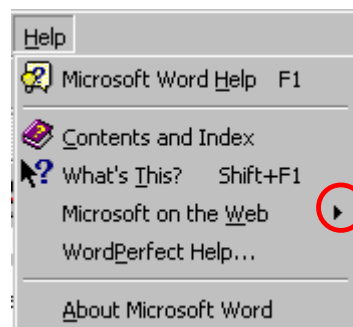 Help
Microsoft Word Help F1
Contents and Index
What's This? Shift+F1
Microsoft on the Web
WordPerfect Help...
About Microsoft Word